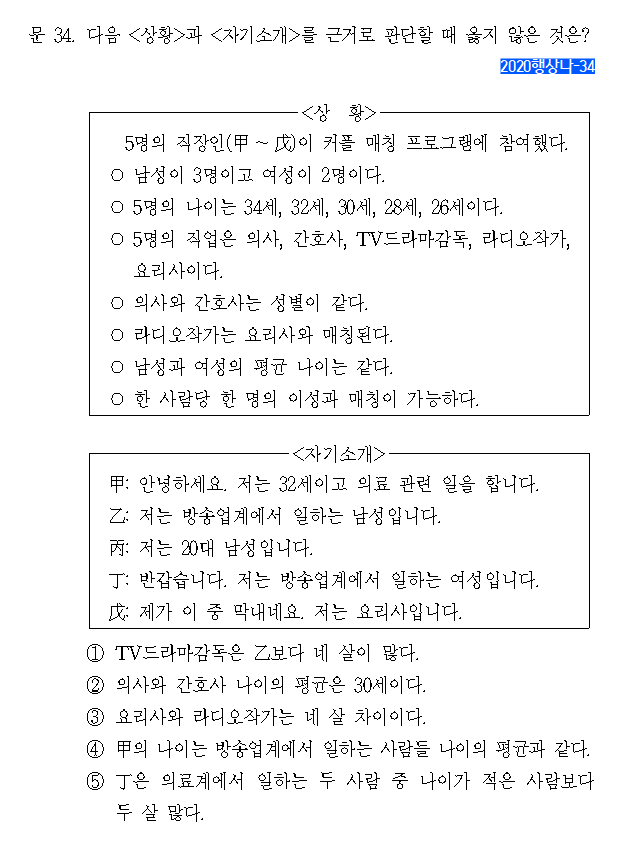 문 34. 다음 <상황>과 <자기소개>를 근거로 판단할 때 옳지 않은 것은?
2020행상나-34
<상 황>
5명의 직장인(甲～戊)이 커플 매칭 프로그램에 참여했다.
○ 남성이 3명이고 여성이 2명이다.
○ 5명의 나이는 34세, 32세, 30세, 28세, 26세이다.
○ 5명의 직업은 의사, 간호사, TV드라마감독, 라디오작가,
요리사이다.
○ 의사와 간호사는 성별이 같다.
○ 라디오작가는 요리사와 매칭된다.
○ 남성과 여성의 평균 나이는 같다.
○ 한 사람당 한 명의 이성과 매칭이 가능하다.
<자기소개>
甲: 안녕하세요. 저는 32세이고 의료 관련 일을 합니다.
乙: 저는 방송업계에서 일하는 남성입니다.
丙: 저는 20대 남성입니다.
丁: 반갑습니다. 저는 방송업계에서 일하는 여성입니다.
戊: 제가 이 중 막내네요. 저는 요리사입니다.
① TV드라마감독은 乙보다 네 살이 많다.
② 의사와 간호사 나이의 평균은 30세이다.
③ 요리사와 라디오작가는 네 살 차이이다.
④ 甲의 나이는 방송업계에서 일하는 사람들 나이의 평균과 같다.
⑤ 丁은 의료계에서 일하는 두 사람 중 나이가 적은 사람보다
두 살 많다.